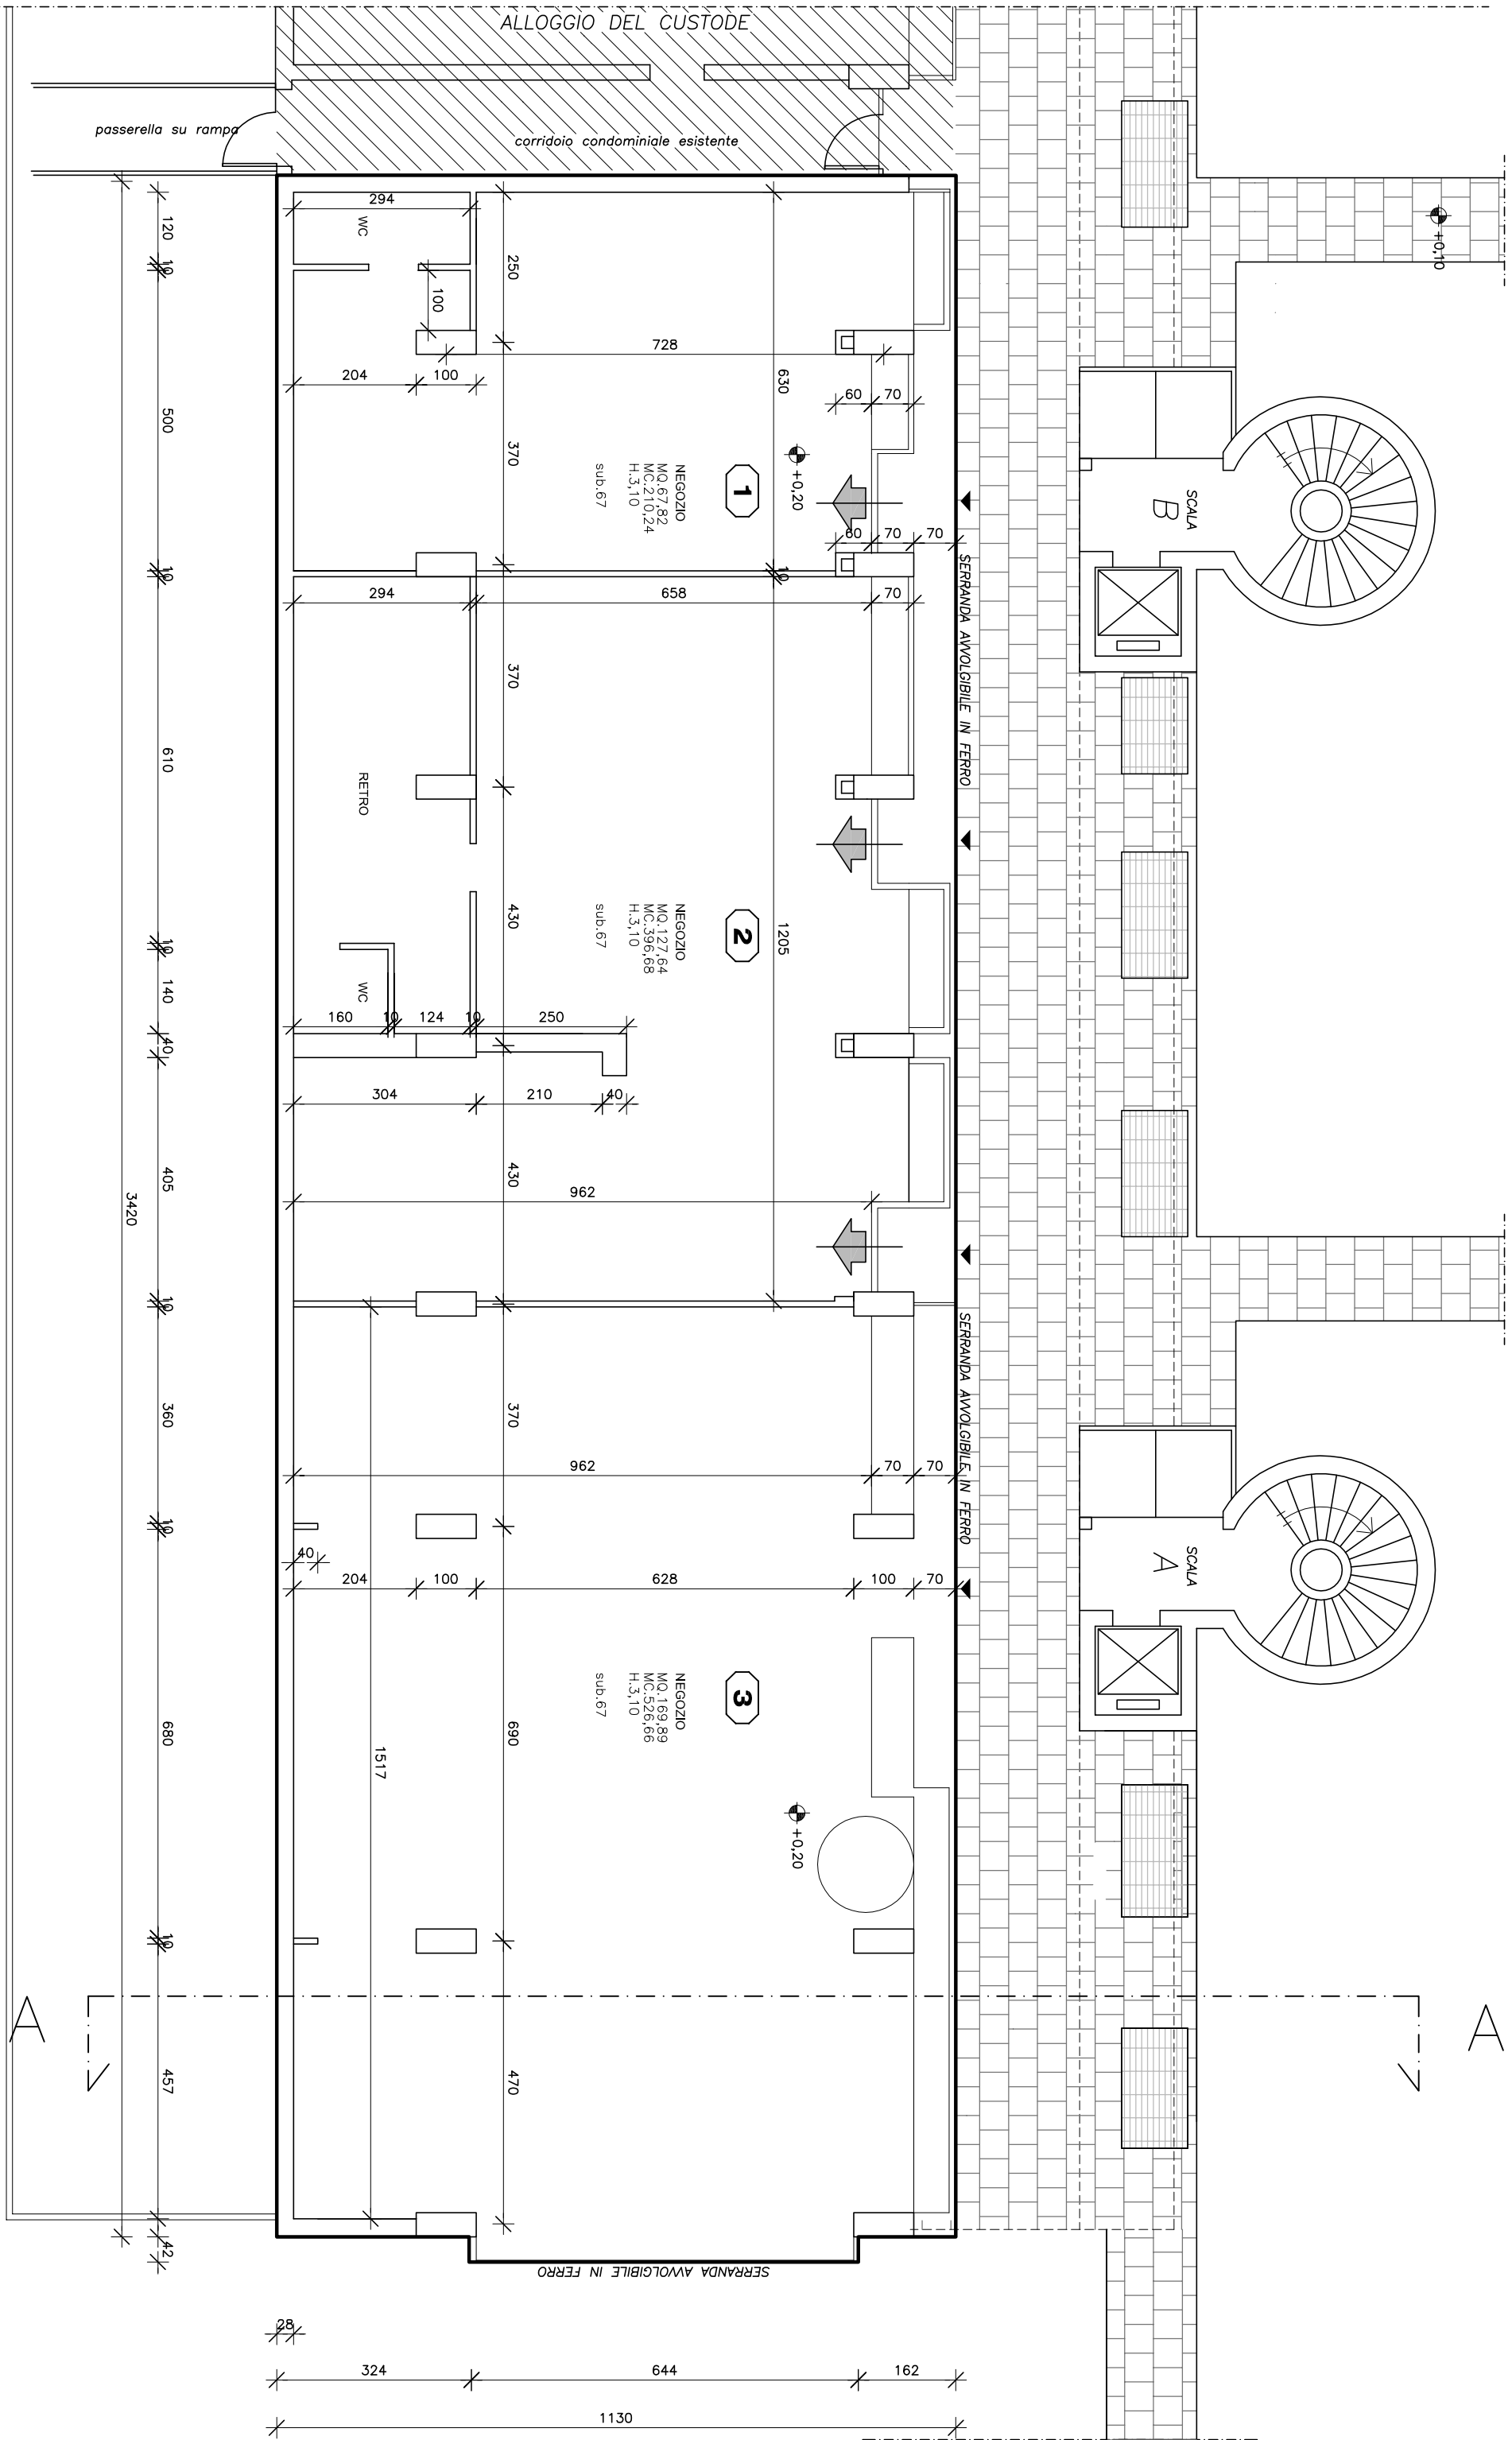 ALLOGGIO DEL CUSTODE
passerella su rampa
corridoio condominiale esistente
+0,10
294
WC
120
10
250
100
728
630
204
100
60
70
500
370
NEGOZIO
MQ.67,82
MC.210,24
H.3,10
sub.67
1
+0,20
SCALA
B
60
70
70
10
10
SERRANDA AVVOLGIBILE IN FERRO
294
658
70
370
610
RETRO
430
NEGOZIO
MQ.127,64
MC.396,68
H.3,10
sub.67
2
1205
10
140
WC
160
10
124
10
250
40
304
210
40
405
430
962
3420
10
SERRANDA AVVOLGIBILE IN FERRO
360
370
962
70
70
10
40
204
100
628
100
70
SCALA
A
NEGOZIO
MQ.169,89
MC.526,66
H.3,10
sub.67
3
680
1517
690
+0,20
10
A
A
457
470
42
SERRANDA AVVOLGIBILE IN FERRO
28
324
644
162
1130